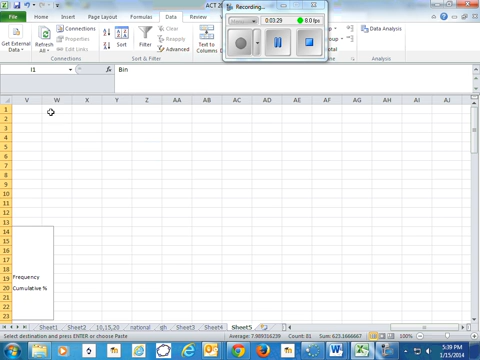 ACT 20
Recording...
0:03:29 8.0 fps
File Home Insert Page Layout Formulas Data
Get External Data
Refresh All
Connections
Properties
Edit Links
Sort
Filter
Clear
Reapply
Advanced
Text to Columns
Data Analysis
Sort & Filter
Analysis
I1 fx Bin
V W X Y Z AA AB AC AD AE AF AG AH AI AJ
1
2
3
4
5
6
7
8
9
10
11
12
13
14
15
16
17
18
19 Frequency
20 Cumulative %
21
22
23
Sheet1 Sheet2 10,15,20 national qh Sheet3 Sheet4 Sheet5
Select destination and press ENTER or choose Paste Average: 7.989316239 Count: 81 Sum: 623.1666667 100%
5:39 PM
1/15/2014